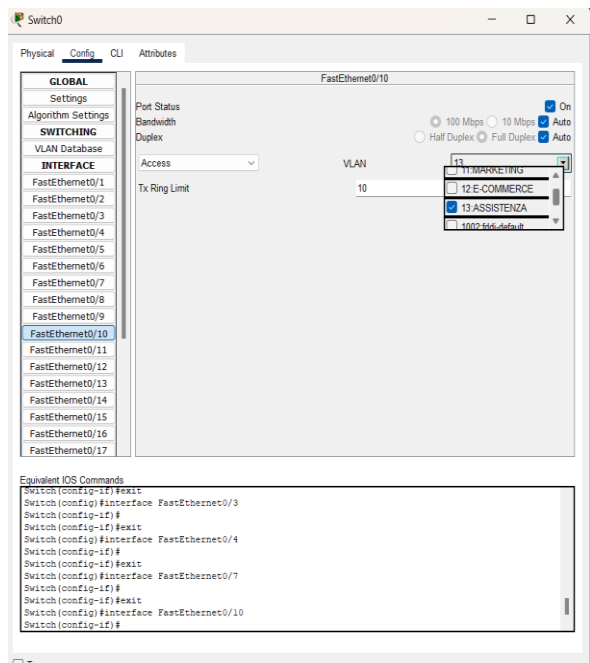 Switch0
Physical Config CLI Attributes
GLOBAL
Settings
Algorithm Settings
SWITCHING
VLAN Database
INTERFACE
FastEthernet0/1
FastEthernet0/2
FastEthernet0/3
FastEthernet0/4
FastEthernet0/5
FastEthernet0/6
FastEthernet0/7
FastEthernet0/8
FastEthernet0/9
FastEthernet0/10
FastEthernet0/11
FastEthernet0/12
FastEthernet0/13
FastEthernet0/14
FastEthernet0/15
FastEthernet0/16
FastEthernet0/17
FastEthernet0/10
Port Status On
Bandwidth 100 Mbps 10 Mbps Auto
Duplex Half Duplex Full Duplex Auto
Access VLAN 13
11:MARKETING
12:E-COMMERCE
13:ASSISTENZA
1002:fddi-default
Tx Ring Limit 10
Equivalent IOS Commands
Switch(config-if)#exit
Switch(config)#interface FastEthernet0/3
Switch(config-if)#
Switch(config-if)#exit
Switch(config)#interface FastEthernet0/4
Switch(config-if)#
Switch(config-if)#exit
Switch(config)#interface FastEthernet0/7
Switch(config-if)#
Switch(config-if)#exit
Switch(config)#interface FastEthernet0/10
Switch(config-if)#